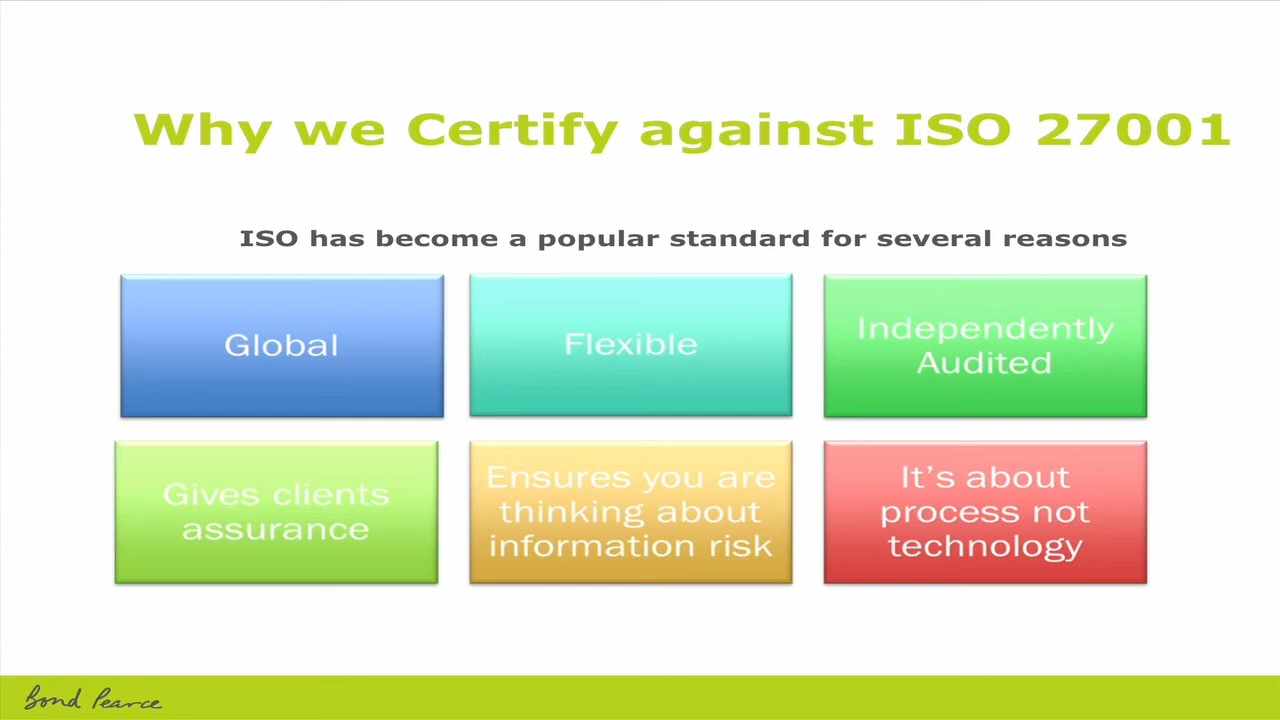 Why we Certify against ISO 27001
ISO has become a popular standard for several reasons
Global
Flexible
Independently
Audited
Gives clients
assurance
Ensures you are
thinking about
information risk
It's about
process not
technology
Bond Pearce